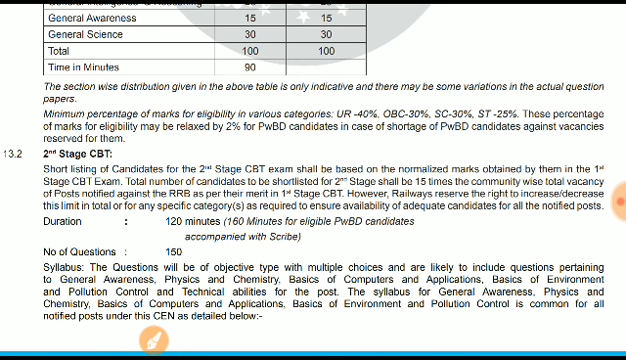 General Awareness 15 15
General Science 30 30
Total 100 100
Time in Minutes 90
The section wise distribution given in the above table is only indicative and there may be some variations in the actual question
papers.
Minimum percentage of marks for eligibility in various categories: UR -40%, OBC-30%, SC-30%, ST -25%. These percentage
of marks for eligibility may be relaxed by 2% for PwBD candidates in case of shortage of PwBD candidates against vacancies
reserved for them.
13.2 2nd Stage CBT:
Short listing of Candidates for the 2nd Stage CBT exam shall be based on the normalized marks obtained by them in the 1st
Stage CBT Exam. Total number of candidates to be shortlisted for 2nd Stage shall be 15 times the community wise total vacancy
of Posts notified against the RRB as per their merit in 1st Stage CBT. However, Railways reserve the right to increase/decrease
this limit in total or for any specific category(s) as required to ensure availability of adequate candidates for all the notified posts.
Duration : 120 minutes (160 Minutes for eligible PwBD candidates
accompanied with Scribe)
No of Questions : 150
Syllabus: The Questions will be of objective type with multiple choices and are likely to include questions pertaining
to General Awareness, Physics and Chemistry, Basics of Computers and Applications, Basics of Environment
and Pollution Control and Technical abilities for the post. The syllabus for General Awareness, Physics and
Chemistry, Basics of Computers and Applications, Basics of Environment and Pollution Control is common for all
notified posts under this CEN as detailed below:-